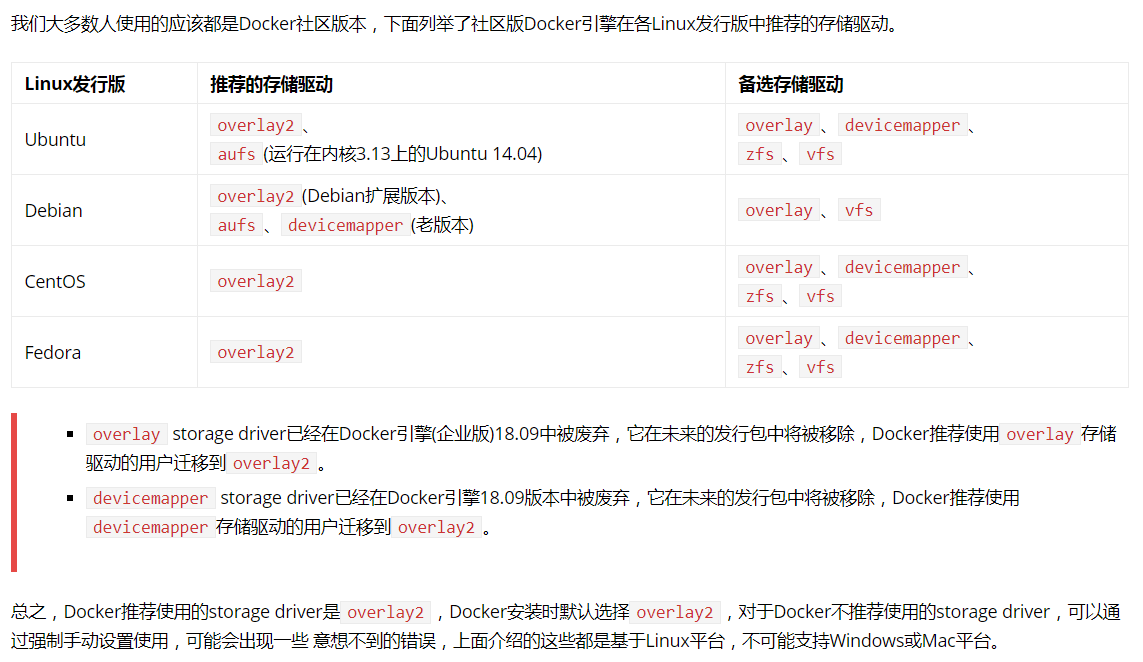 我们大多数人使用的应该都是Docker社区版本，下面列举了社区版Docker引擎在各Linux发行版中推荐的存储驱动。
Linux发行版 推荐的存储驱动 备选存储驱动
Ubuntu
overlay2、
aufs (运行在内核3.13上的Ubuntu 14.04)
overlay、devicemapper、
zfs、vfs
Debian
overlay2 (Debian扩展版本)、
aufs、devicemapper (老版本)
overlay、vfs
CentOS
overlay2
overlay、devicemapper、
zfs、vfs
Fedora
overlay2
overlay、devicemapper、
zfs、vfs
▪ overlay storage driver已经在Docker引擎(企业版)18.09中被废弃，它在未来的发行包中将被移除，Docker推荐使用 overlay 存储
驱动的用户迁移到 overlay2 。
▪ devicemapper storage driver已经在Docker引擎18.09版本中被废弃，它在未来的发行包中将被移除，Docker推荐使用
devicemapper 存储驱动的用户迁移到 overlay2 。
总之，Docker推荐使用的storage driver是 overlay2 ，Docker安装时默认选择 overlay2 ，对于Docker不推荐使用的storage driver，可以通
过强制手动设置使用，可能会出现一些 意想不到的错误，上面介绍的这些都是基于Linux平台，不可能支持Windows或Mac平台。